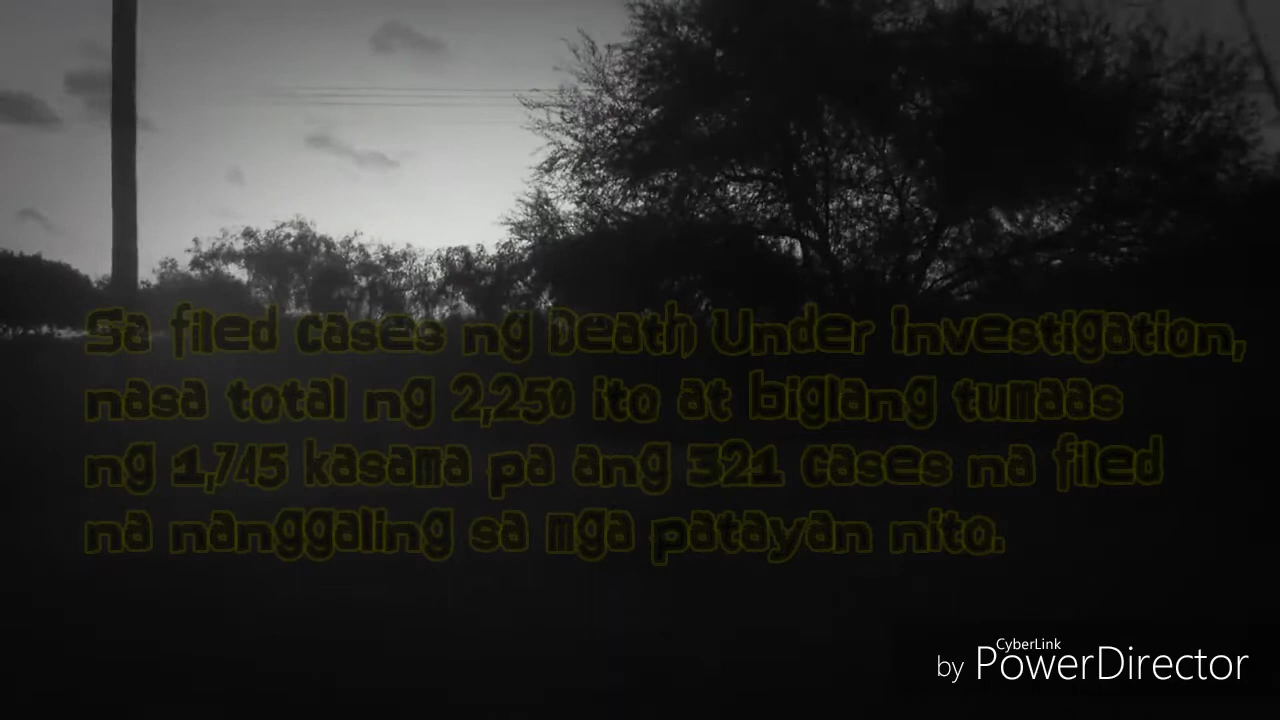 Sa filed cases ng Death Under Investigation,
nasa total ng 2,250 ito at biglang tumaas
ng 1,745 kasama pa ang 321 cases na filed
na nanggaling sa mga patayan nito.
CyberLink
by PowerDirector